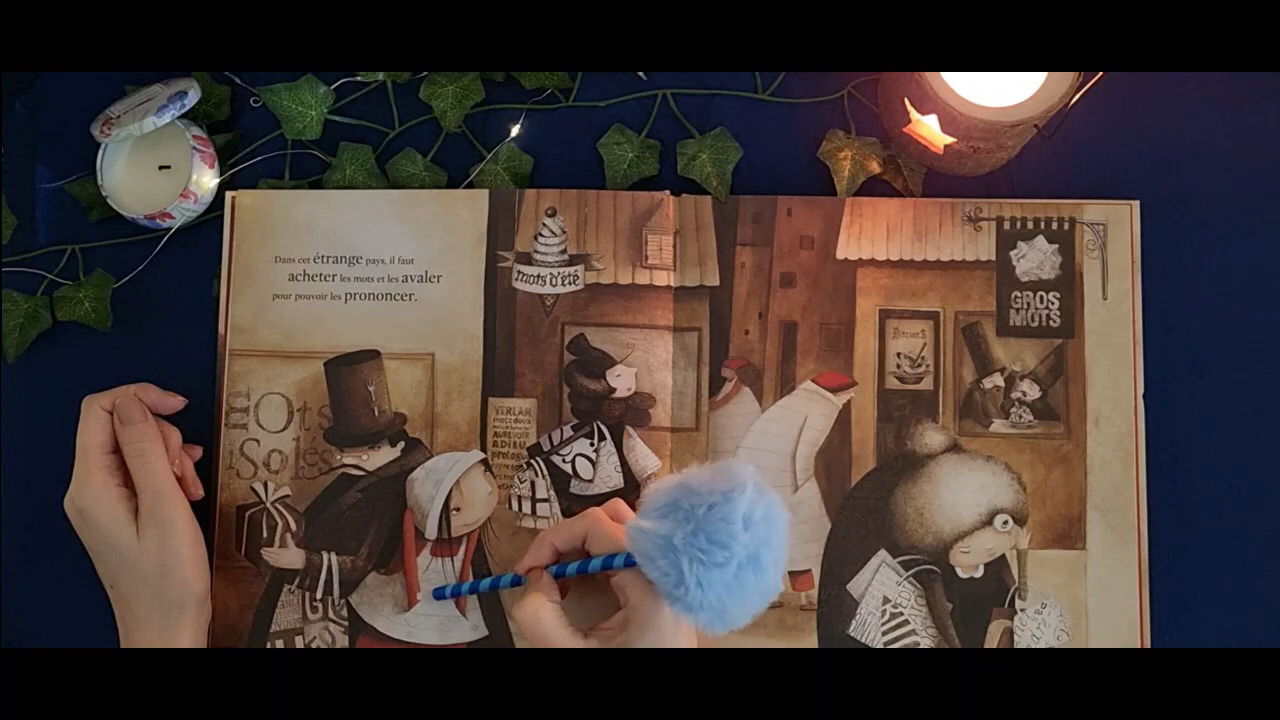 Dans cet étrange pays, il faut
acheter les mots et les avaler
pour pouvoir les prononcer.
mots d'été
GROS
MOTS
Mots
isolés
VERLAN
mots doux
AUREVOIR
ADIEU
prologue